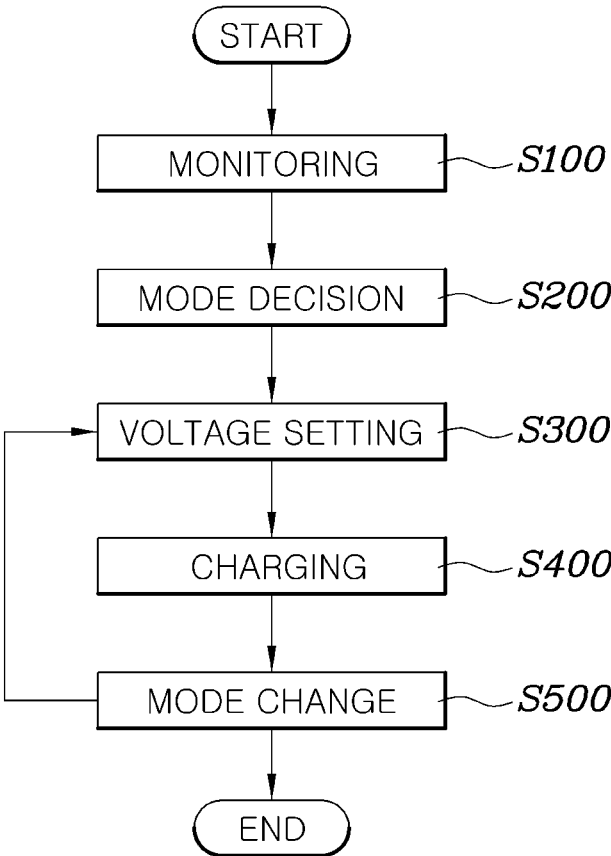 START
MONITORING S100
MODE DECISION S200
VOLTAGE SETTING S300
CHARGING S400
MODE CHANGE S500
END